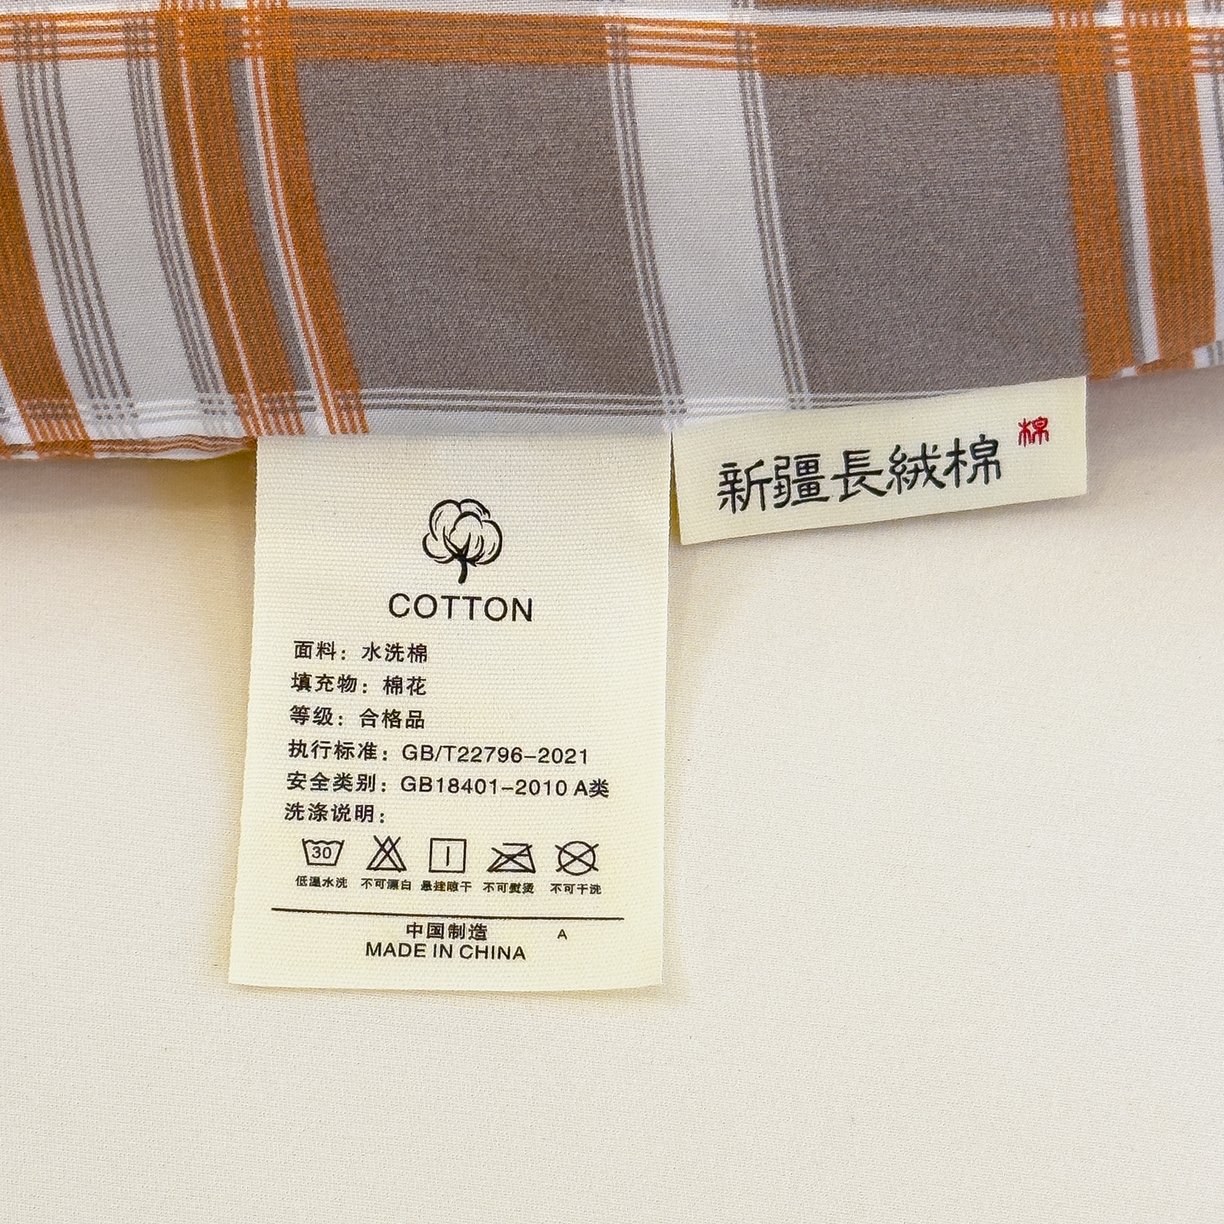 新疆長絨棉
棉
COTTON
面料：水洗棉
填充物：棉花
等级：合格品
执行标准：GB/T22796-2021
安全类别：GB18401-2010 A类
洗涤说明：
30
低温水洗 不可漂白 悬挂晾干 不可熨烫 不可干洗
中国制造 A
MADE IN CHINA